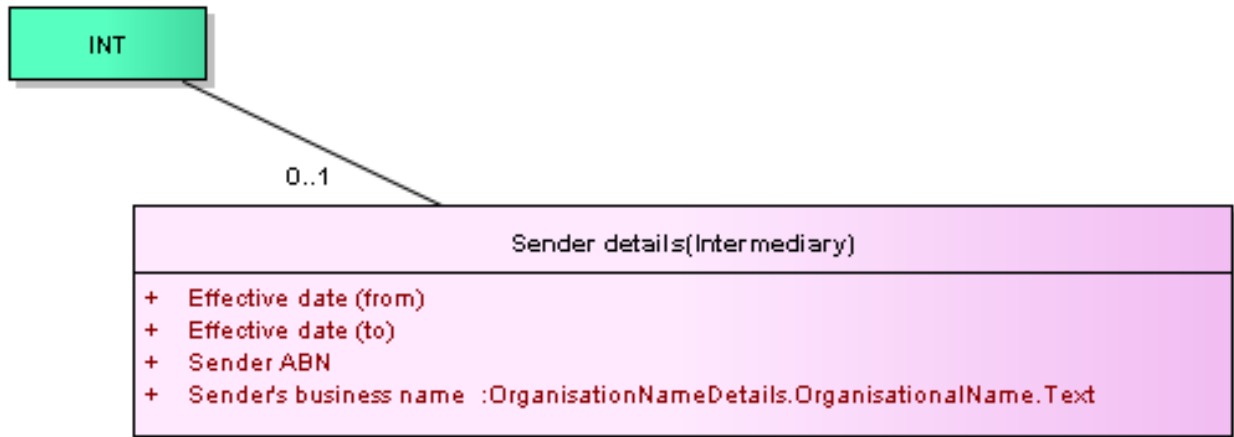 INT
0..1
Sender details(Intermediary)
+ Effective date (from)
+ Effective date (to)
+ Sender ABN
+ Sender's business name :OrganisationNameDetails.OrganisationalName.Text